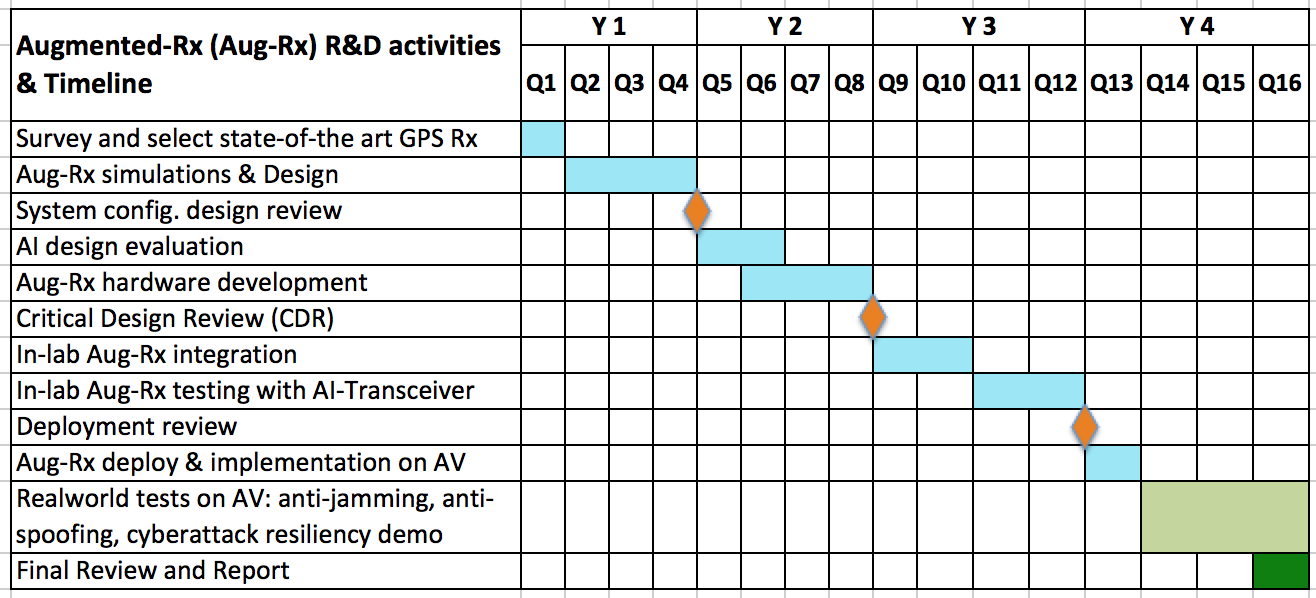 Augmented-Rx (Aug-Rx) R&D activities
& Timeline
Y 1 Y 2 Y 3 Y 4
Q1 Q2 Q3 Q4 Q5 Q6 Q7 Q8 Q9 Q10 Q11 Q12 Q13 Q14 Q15 Q16
Survey and select state-of-the art GPS Rx
Aug-Rx simulations & Design
System config. design review
AI design evaluation
Aug-Rx hardware development
Critical Design Review (CDR)
In-lab Aug-Rx integration
In-lab Aug-Rx testing with AI-Transceiver
Deployment review
Aug-Rx deploy & implementation on AV
Realworld tests on AV: anti-jamming, anti-
spoofing, cyberattack resiliency demo
Final Review and Report